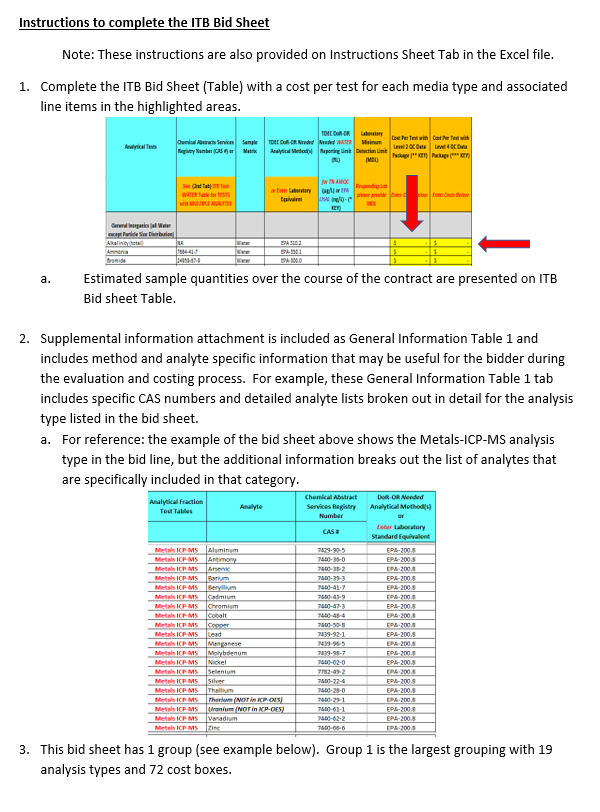 Instructions to complete the ITB Bid Sheet
Note: These instructions are also provided on Instructions Sheet Tab in the Excel file.
1. Complete the ITB Bid Sheet (Table) with a cost per test for each media type and associated
line items in the highlighted areas.
Analytical Tests
Chemical Abstracts Services
Registry Number (CAS #) or
Sample
Matrix
TDEC DoR-OR Needed
Analytical Method(s)
TDEC DoR-OR
Needed WATER
Reporting Limit
(RL)
Laboratory
Minimum
Detection Limit
(MDL)
Cost Per Test with
Level 2 QC Data
Package (** KEY)
Cost Per Test with
Level 4 QC Data
Package (*** KEY)
See (2nd Tab) ITB Test
WATER Table for TESTS
with MULTIPLE ANALYTES
or Enter Laboratory
Equivalent
for TN AWQC
(µg/L) or EPA
KEY)
Responding Lab
please provide
MDL
Enter Costs Below
General Inorganics (all Water
except Particle Size Distribution)
Alkalinity (total) NA Water EPA 310.2 $ - $ -
Ammonia 7664-41-7 Water EPA-350.1 $ - $ -
Bromide 24959-67-9 Water EPA-300.0 $ - $ -
a. Estimated sample quantities over the course of the contract are presented on ITB
Bid sheet Table.
2. Supplemental information attachment is included as General Information Table 1 and
includes method and analyte specific information that may be useful for the bidder during
the evaluation and costing process. For example, these General Information Table 1 tab
includes specific CAS numbers and detailed analyte lists broken out in detail for the analysis
type listed in the bid sheet.
a. For reference: the example of the bid sheet above shows the Metals-ICP-MS analysis
type in the bid line, but the additional information breaks out the list of analytes that
are specifically included in that category.
Analytical Fraction
Test Tables
Analyte
Chemical Abstract
Services Registry
Number
CAS #
DoR-OR Needed
Analytical Method(s)
or
Enter Laboratory
Standard Equivalent
Metals ICP-MS Aluminum 7429-90-5 EPA-200.8
Metals ICP-MS Antimony 7440-36-0 EPA-200.8
Metals ICP-MS Arsenic 7440-38-2 EPA-200.8
Metals ICP-MS Barium 7440-39-3 EPA-200.8
Metals ICP-MS Beryllium 7440-41-7 EPA-200.8
Metals ICP-MS Cadmium 7440-43-9 EPA-200.8
Metals ICP-MS Chromium 7440-47-3 EPA-200.8
Metals ICP-MS Cobalt 7440-48-4 EPA-200.8
Metals ICP-MS Copper 7440-50-8 EPA-200.8
Metals ICP-MS Lead 7439-92-1 EPA-200.8
Metals ICP-MS Manganese 7439-96-5 EPA-200.8
Metals ICP-MS Molybdenum 7439-98-7 EPA-200.8
Metals ICP-MS Nickel 7440-02-0 EPA-200.8
Metals ICP-MS Selenium 7782-49-2 EPA-200.8
Metals ICP-MS Silver 7440-22-4 EPA-200.8
Metals ICP-MS Thallium 7440-28-0 EPA-200.8
Metals ICP-MS Thorium (NOT in ICP-OES) 7440-29-1 EPA-200.8
Metals ICP-MS Uranium (NOT in ICP-OES) 7440-61-1 EPA-200.8
Metals ICP-MS Vanadium 7440-62-2 EPA-200.8
Metals ICP-MS Zinc 7440-66-6 EPA-200.8
3. This bid sheet has 1 group (see example below). Group 1 is the largest grouping with 19
analysis types and 72 cost boxes.